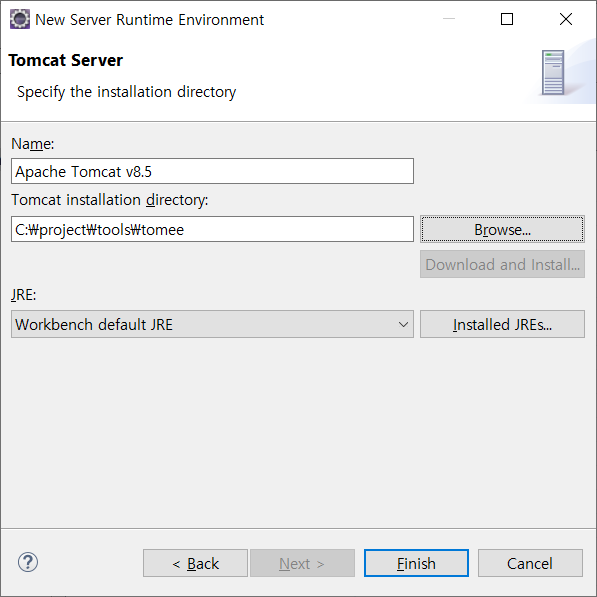 New Server Runtime Environment
Tomcat Server
Specify the installation directory
Name:
Apache Tomcat v8.5
Tomcat installation directory:
C:₩project₩tools₩tomee
Browse...
Download and Install...
JRE:
Workbench default JRE
Installed JREs...
?
< Back
Next >
Finish
Cancel